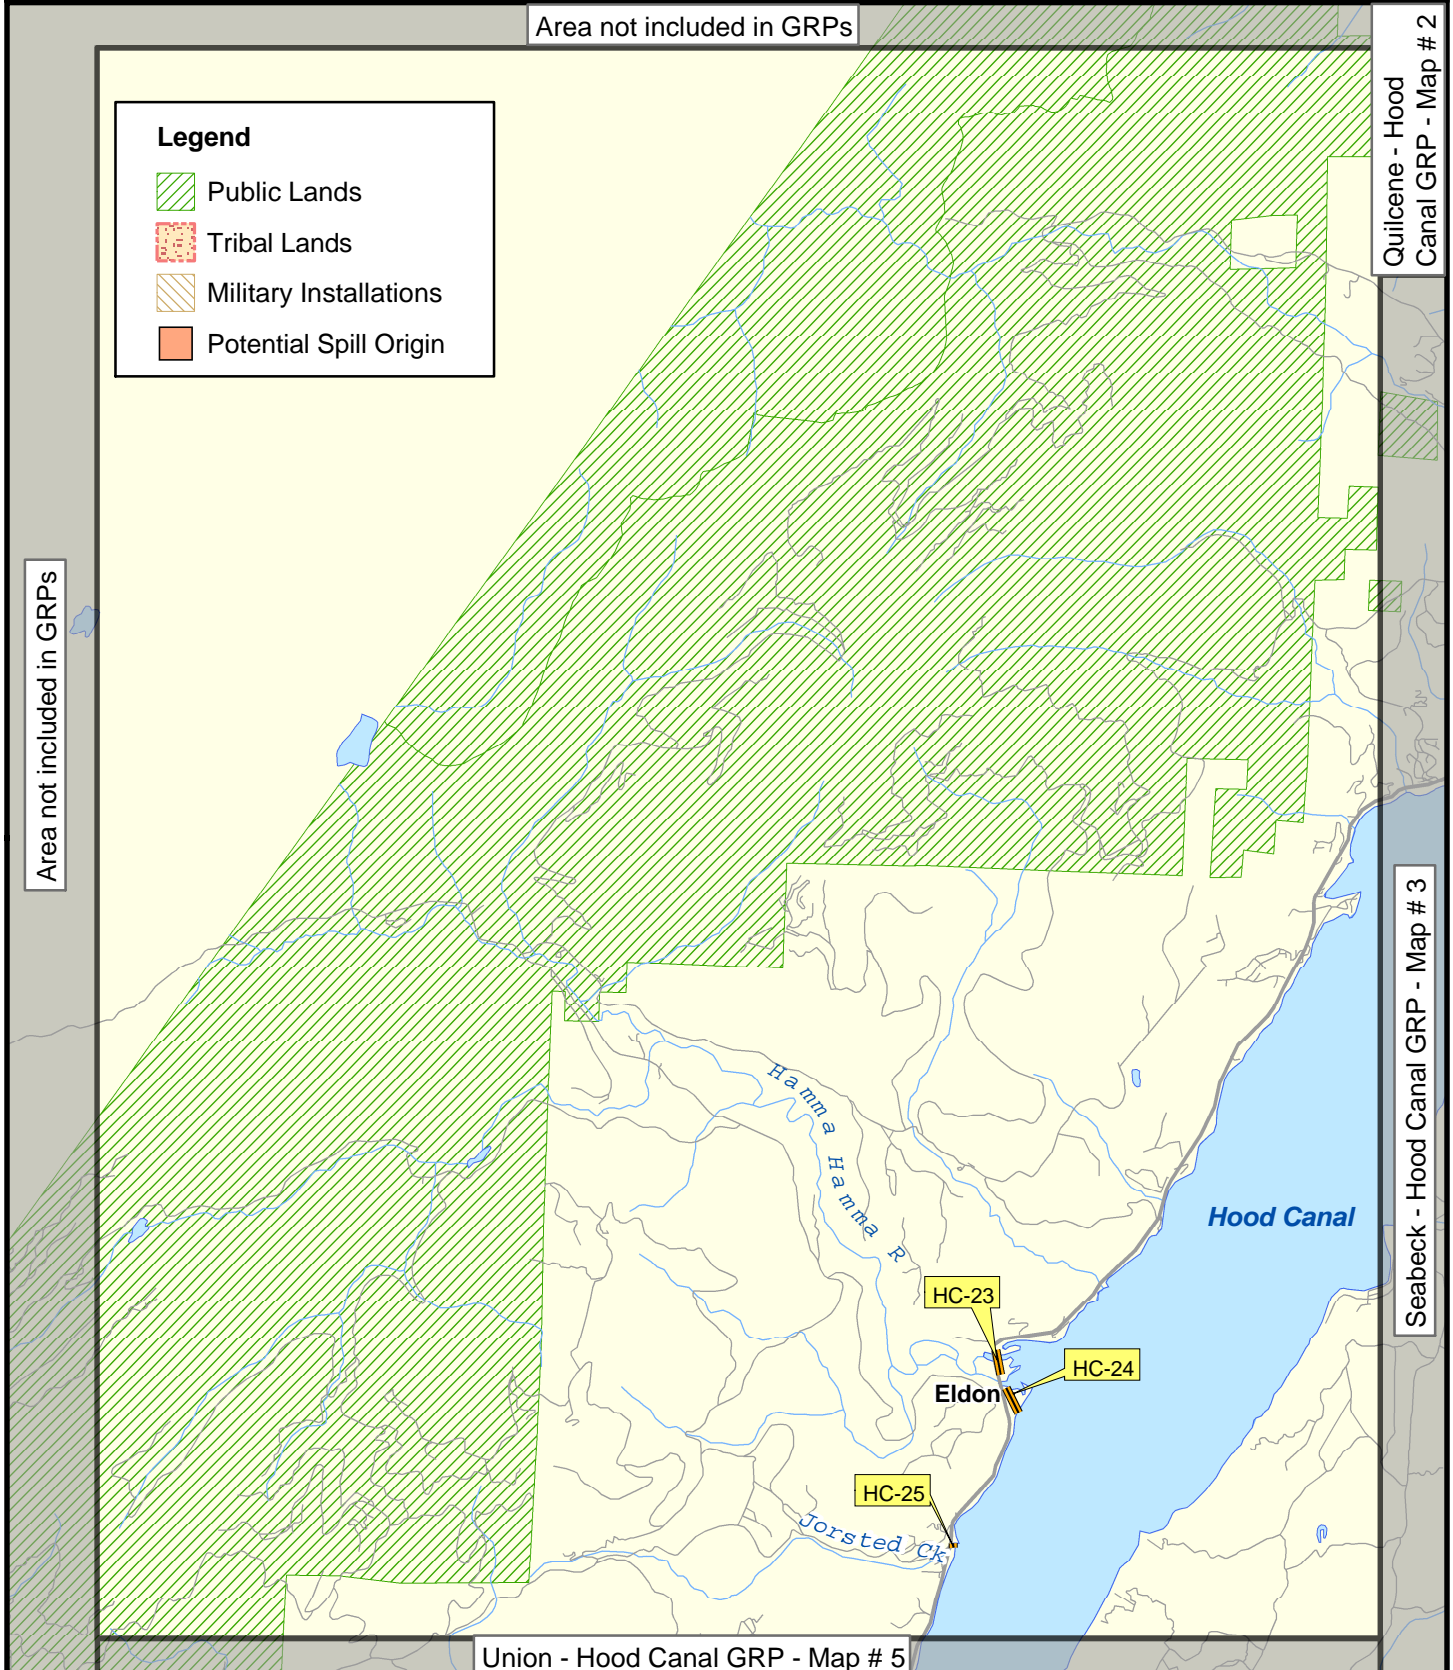 Area not included in GRPs
Quilcene - Hood
Canal GRP - Map # 2
Legend
Public Lands
Tribal Lands
Military Installations
Potential Spill Origin
Area not included in GRPs
Seabeck - Hood Canal GRP - Map # 3
Hamma Hamma R
Hood Canal
HC-23
HC-24
Eldon
HC-25
Jorsted Ck
Union - Hood Canal GRP - Map # 5